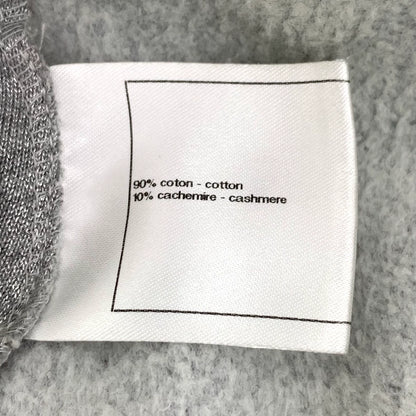 90% coton - cotton
10% cachemire - cashmere